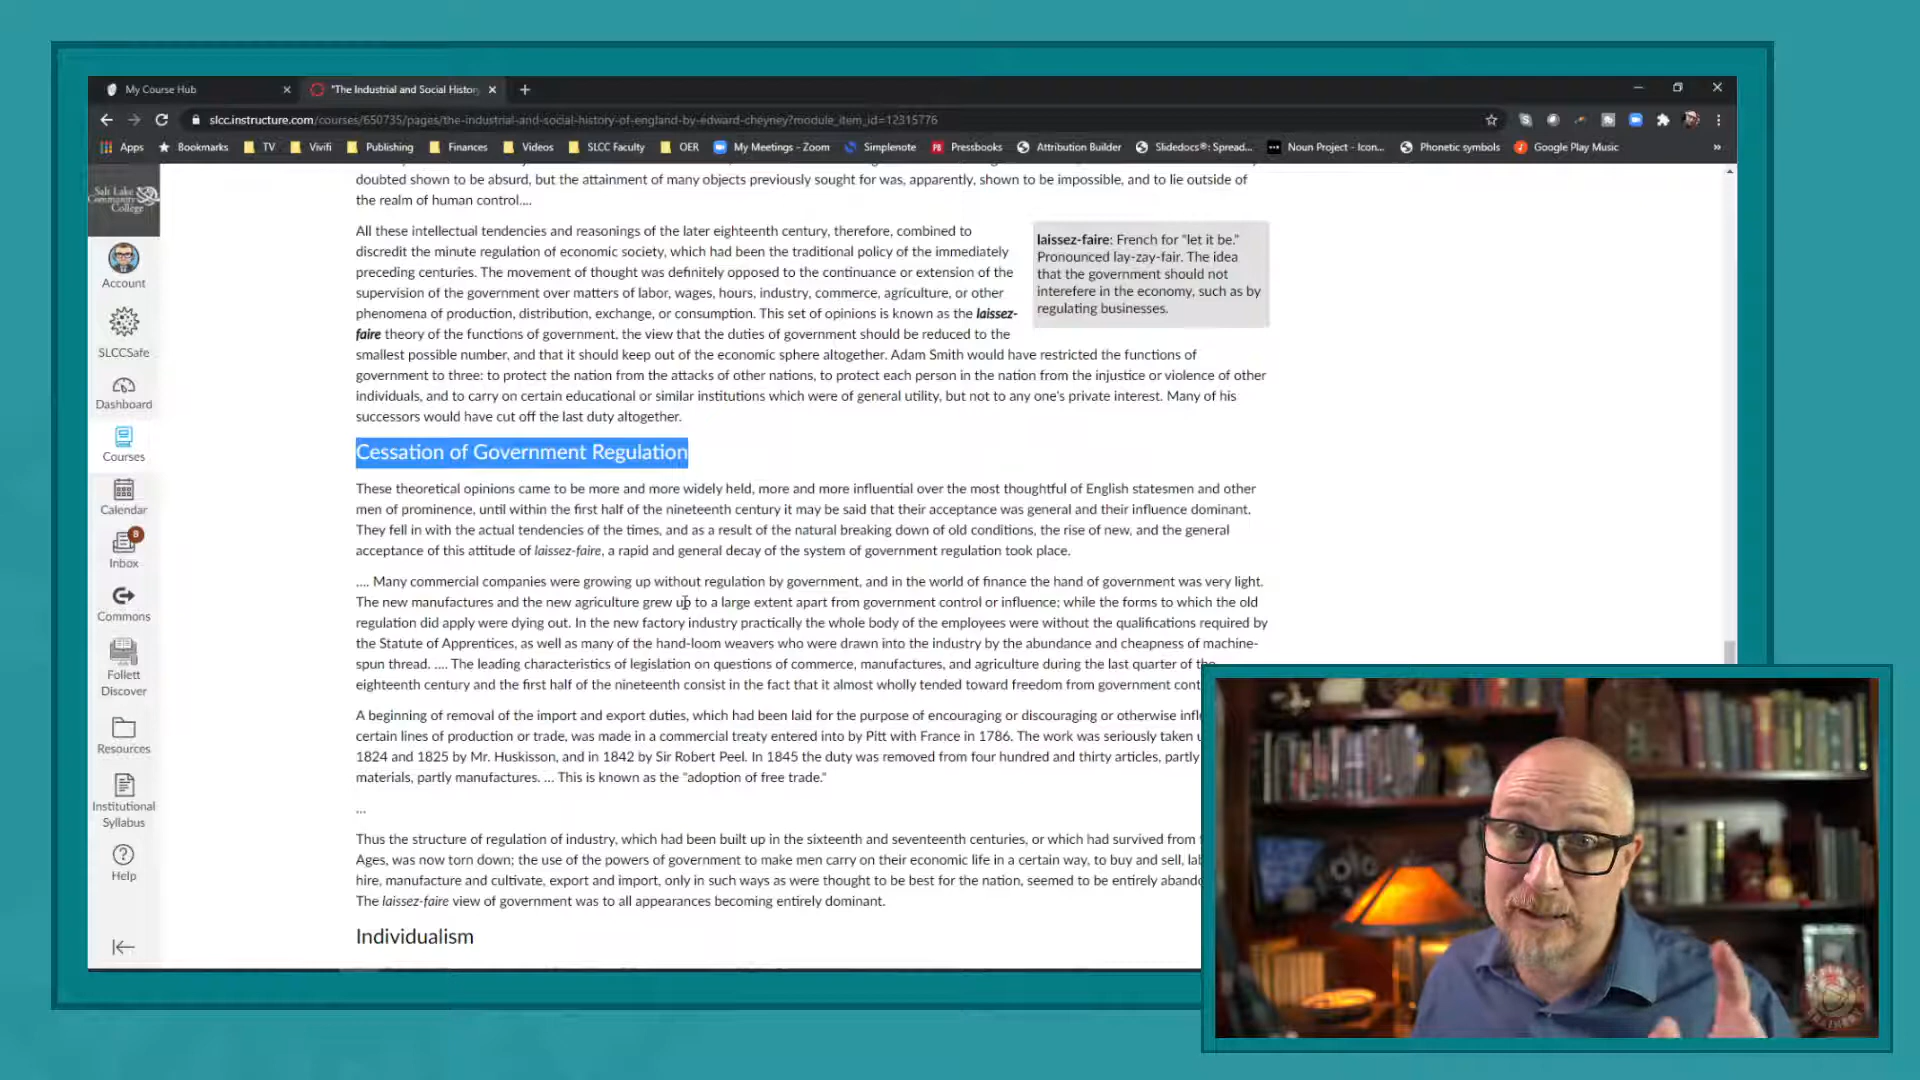 My Course Hub
"The Industrial and Social Histor
slcc.instructure.com/courses/650735/pages/the-industrial-and-social-history-of-england-by-edward-cheyney?module_item_id=12315776
Apps Bookmarks TV Vivifi Publishing Finances Videos SLCC Faculty OER My Meetings - Zoom Simplenote Pressbooks Attribution Builder Slidedocs®: Spread... Noun Project - Icon... Phonetic symbols Google Play Music »
Salt Lake
Community
College
Account
SLCCSafe
Dashboard
Courses
Calendar
8
Inbox
Commons
Follett
Discover
Resources
Institutional
Syllabus
Help
doubted shown to be absurd, but the attainment of many objects previously sought for was, apparently, shown to be impossible, and to lie outside of
the realm of human control....
All these intellectual tendencies and reasonings of the later eighteenth century, therefore, combined to
discredit the minute regulation of economic society, which had been the traditional policy of the immediately
preceding centuries. The movement of thought was definitely opposed to the continuance or extension of the
supervision of the government over matters of labor, wages, hours, industry, commerce, agriculture, or other
phenomena of production, distribution, exchange, or consumption. This set of opinions is known as the laissez-
faire theory of the functions of government, the view that the duties of government should be reduced to the
smallest possible number, and that it should keep out of the economic sphere altogether. Adam Smith would have restricted the functions of
government to three: to protect the nation from the attacks of other nations, to protect each person in the nation from the injustice or violence of other
individuals, and to carry on certain educational or similar institutions which were of general utility, but not to any one's private interest. Many of his
successors would have cut off the last duty altogether.
laissez-faire: French for "let it be."
Pronounced lay-zay-fair. The idea
that the government should not
interefere in the economy, such as by
regulating businesses.
Cessation of Government Regulation
These theoretical opinions came to be more and more widely held, more and more influential over the most thoughtful of English statesmen and other
men of prominence, until within the first half of the nineteenth century it may be said that their acceptance was general and their influence dominant.
They fell in with the actual tendencies of the times, and as a result of the natural breaking down of old conditions, the rise of new, and the general
acceptance of this attitude of laissez-faire, a rapid and general decay of the system of government regulation took place.
.... Many commercial companies were growing up without regulation by government, and in the world of finance the hand of government was very light.
The new manufactures and the new agriculture grew up to a large extent apart from government control or influence; while the forms to which the old
regulation did apply were dying out. In the new factory industry practically the whole body of the employees were without the qualifications required by
the Statute of Apprentices, as well as many of the hand-loom weavers who were drawn into the industry by the abundance and cheapness of machine-
spun thread. .... The leading characteristics of legislation on questions of commerce, manufactures, and agriculture during the last quarter of the
eighteenth century and the first half of the nineteenth consist in the fact that it almost wholly tended toward freedom from government cont
A beginning of removal of the import and export duties, which had been laid for the purpose of encouraging or discouraging or otherwise infl
certain lines of production or trade, was made in a commercial treaty entered into by Pitt with France in 1786. The work was seriously taken
1824 and 1825 by Mr. Huskisson, and in 1842 by Sir Robert Peel. In 1845 the duty was removed from four hundred and thirty articles, partly
materials, partly manufactures. ... This is known as the "adoption of free trade."
...
Thus the structure of regulation of industry, which had been built up in the sixteenth and seventeenth centuries, or which had survived from
Ages, was now torn down; the use of the powers of government to make men carry on their economic life in a certain way, to buy and sell, lab
hire, manufacture and cultivate, export and import, only in such ways as were thought to be best for the nation, seemed to be entirely aband
The laissez-faire view of government was to all appearances becoming entirely dominant.
Individualism